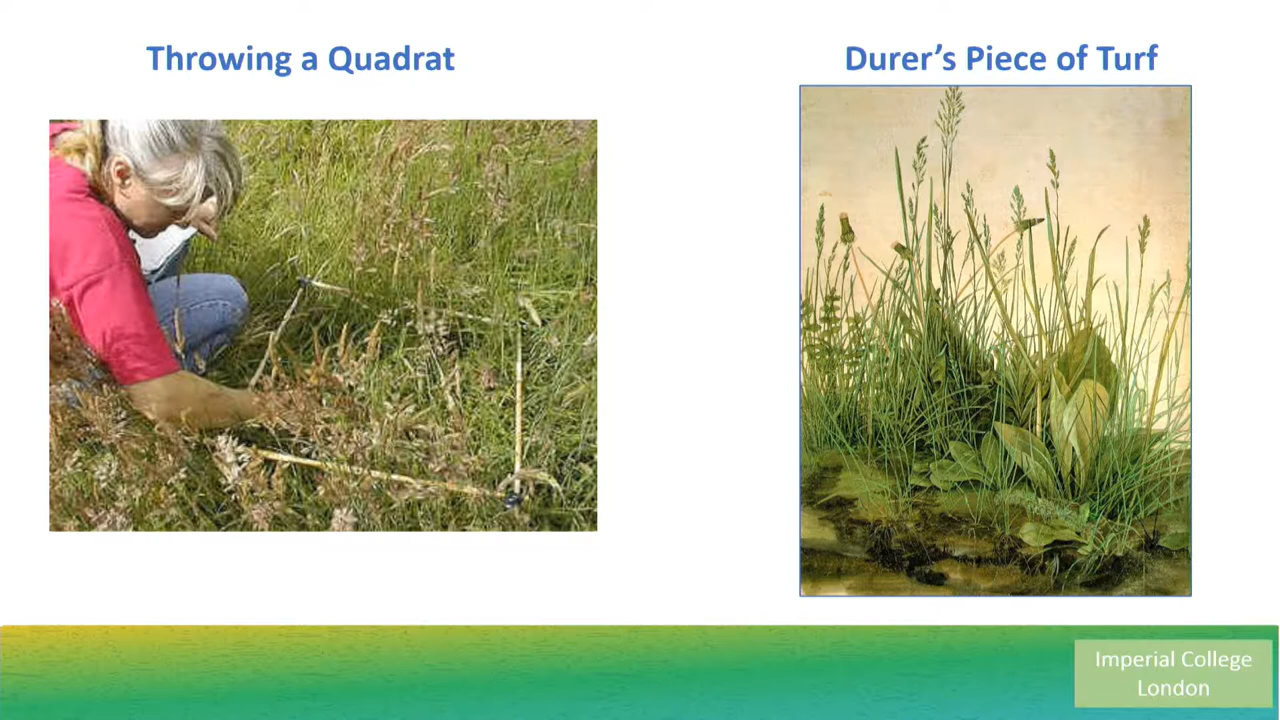 Throwing a Quadrat
Durer’s Piece of Turf
Imperial College
London